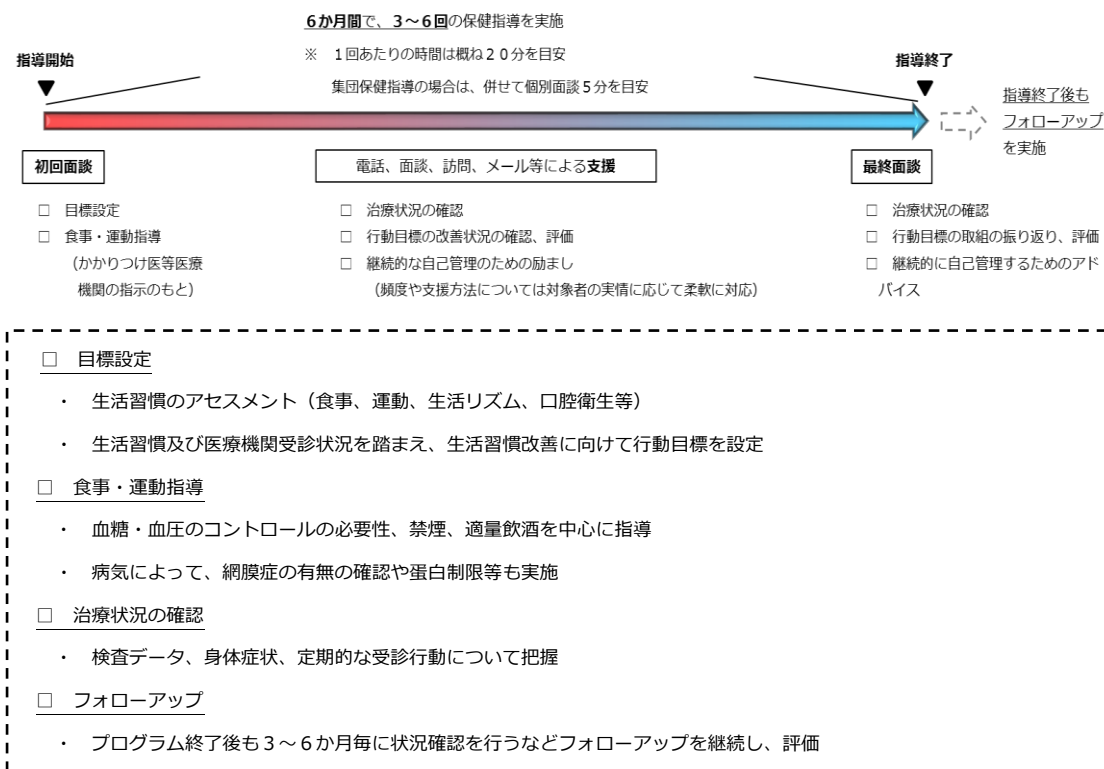 ６か月間で、３～６回の保健指導を実施
※　１回あたりの時間は概ね２０分を目安
集団保健指導の場合は、併せて個別面談５分を目安
指導開始
指導終了
指導終了後も
フォローアップ
を実施
初回面談
□　目標設定
□　食事・運動指導
（かかりつけ医等医療
機関の指示のもと）
電話、面談、訪問、メール等による支援
□　治療状況の確認
□　行動目標の改善状況の確認、評価
□　継続的な自己管理のための励まし
（頻度や支援方法については対象者の実情に応じて柔軟に対応）
最終面談
□　治療状況の確認
□　行動目標の取組の振り返り、評価
□　継続的に自己管理するためのアド
バイス
□　目標設定
・　生活習慣のアセスメント（食事、運動、生活リズム、口腔衛生等）
・　生活習慣及び医療機関受診状況を踏まえ、生活習慣改善に向けて行動目標を設定
□　食事・運動指導
・　血糖・血圧のコントロールの必要性、禁煙、適量飲酒を中心に指導
・　病気によって、網膜症の有無の確認や蛋白制限等も実施
□　治療状況の確認
・　検査データ、身体症状、定期的な受診行動について把握
□　フォローアップ
・　プログラム終了後も３～６か月毎に状況確認を行うなどフォローアップを継続し、評価